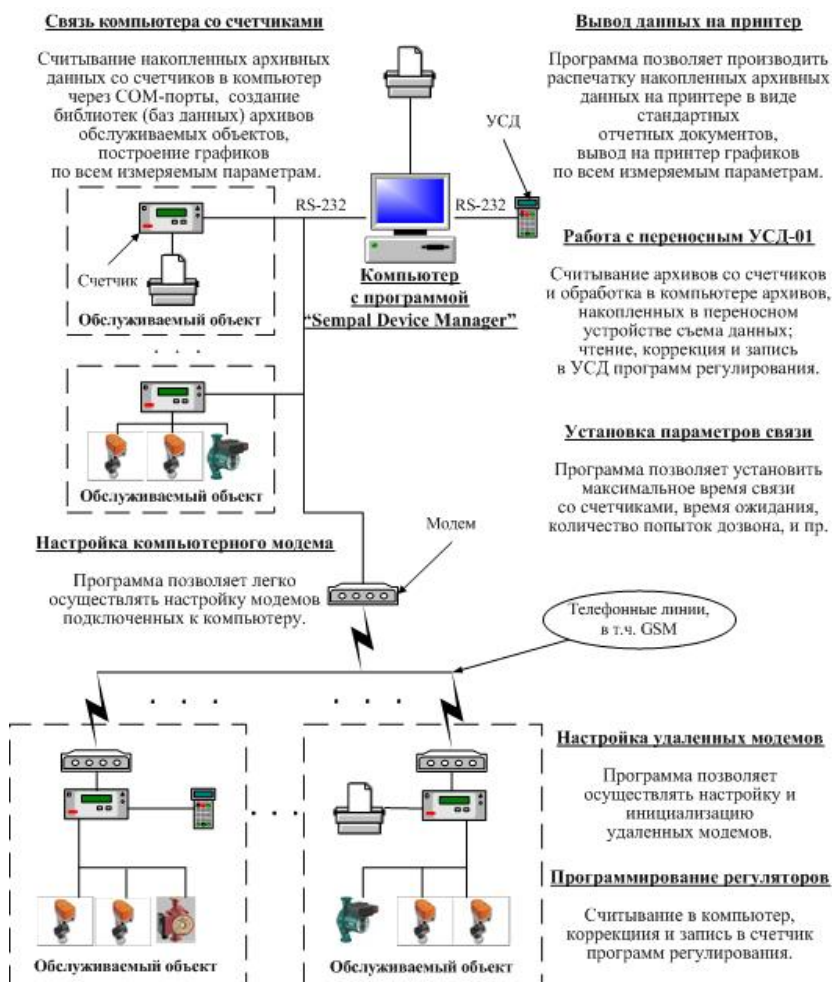 Связь компьютера со счетчиками
Считывание накопленных архивных
данных со счетчиков в компьютер
через COM-порты, создание
библиотек (баз данных) архивов
обслуживаемых объектов,
построение графиков
по всем измеряемым параметрам.
Вывод данных на принтер
Программа позволяет производить
распечатку накопленных архивных
данных на принтере в виде
стандартных
отчетных документов,
вывод на принтер графиков
по всем измеряемым параметрам.
УСД
RS-232
RS-232
Счетчик
Обслуживаемый объект
Компьютер
с программой
“Sempal Device Manager”
Работа с переносным УСД-01
Считывание архивов со счетчиков
и обработка в компьютере архивов,
накопленных в переносном
устройстве съема данных;
чтение, коррекция и запись
в УСД программ регулирования.
. . .
Обслуживаемый объект
Установка параметров связи
Программа позволяет установить
максимальное время связи
со счетчиками, время ожидания,
количество попыток дозвона, и пр.
Настройка компьютерного модема
Программа позволяет легко
осуществлять настройку модемов
подключенных к компьютеру.
Модем
Телефонные линии,
в т.ч. GSM
. . .
. . .
Настройка удаленных модемов
Программа позволяет
осуществлять настройку и
инициализацию
удаленных модемов.
. . .
Программирование регуляторов
Считывание в компьютер,
коррекциия и запись в счетчик
программ регулирования.
Обслуживаемый объект
Обслуживаемый объект